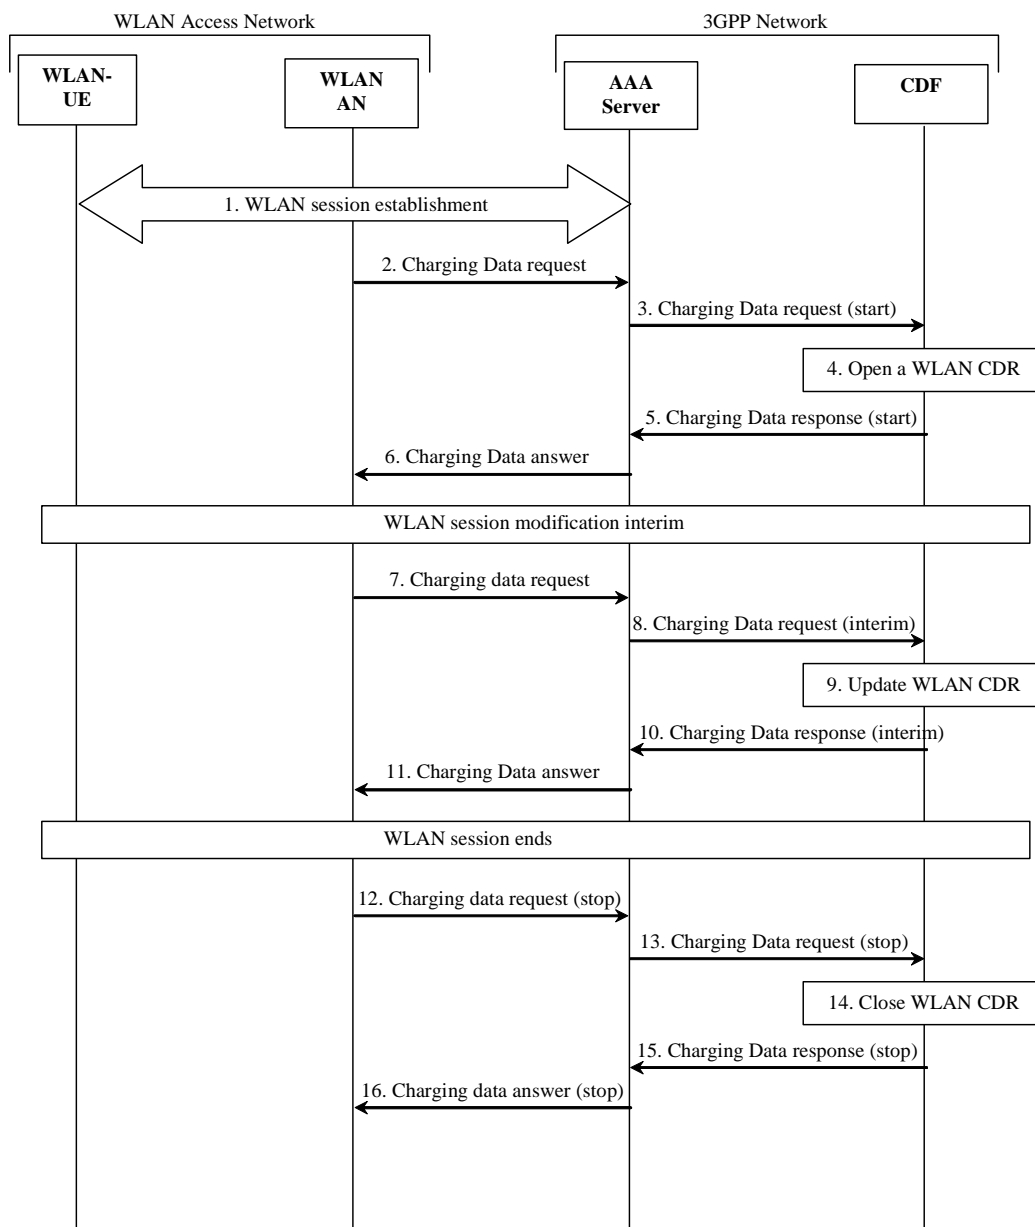 WLAN Access Network
3GPP Network
WLAN-
UE
WLAN
AN
AAA
Server
CDF
1. WLAN session establishment
2. Charging Data request
3. Charging Data request (start)
4. Open a WLAN CDR
5. Charging Data response (start)
6. Charging Data answer
WLAN session modification interim
7. Charging data request
8. Charging Data request (interim)
9. Update WLAN CDR
10. Charging Data response (interim)
11. Charging Data answer
WLAN session ends
12. Charging data request (stop)
13. Charging Data request (stop)
14. Close WLAN CDR
15. Charging Data response (stop)
16. Charging data answer (stop)